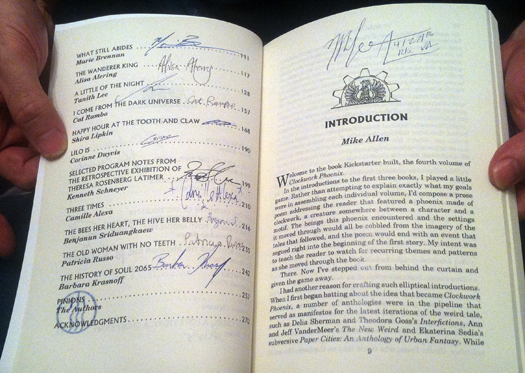 WHAT STILL ABIDES 91
Marie Brennan
THE WANDERER KING 117
Alisa Alering
A LITTLE OF THE NIGHT 128
Tanith Lee
I COME FROM THE DARK UNIVERSE 157
Cat Rambo
HAPPY HOUR AT THE TOOTH AND CLAW 168
Shira Lipkin
LILO IS 190
Corinne Duyvis
SELECTED PROGRAM NOTES FROM
THE RETROSPECTIVE EXHIBITION OF
THERESA ROSENBERG LATIMER 199
Kenneth Schneyer
THREE TIMES 216
Camille Alexa
THE BEES HER HEART, THE HIVE HER BELLY
Benjanun Sriduangkaew
THE OLD WOMAN WITH NO TEETH
Patricia Russo
THE HISTORY OF SOUL 2065 242
Barbara Krasnoff
PINIONS
The Authors
ACKNOWLEDGMENTS 270
INTRODUCTION
Mike Allen
Welcome to the book Kickstarter built, the fourth volume of
Clockwork Phoenix.
In the introductions to the first three books, I played a little
game. Rather than attempting to explain exactly what my goals
were in assembling each individual volume, I'd compose a prose
poem addressing the reader that featured a phoenix made of
clockwork, a creature somewhere between a character and a
motif. The beings this phoenix encountered and the settings
it moved through would all be cobbled from the imagery of the
tales that followed, and the poem would end with an event that
segued right into the beginning of the first story. My intent was
to teach the reader to watch for recurring themes and patterns
as she moved through the book.
There. Now I've stepped out from behind the curtain and
given the game away.
I had another reason for crafting such elliptical introductions.
When I first began batting about the idea that became Clockwork
Phoenix, a number of anthologies were in the pipeline that
served as manifestos for the latest iterations of the weird tale,
such as Delia Sherman and Theodora Goss's Interfictions, Ann
and Jeff VanderMeer's The New Weird and Ekaterina Sedia's
subversive Paper Cities: An Anthology of Urban Fantasy. While
9